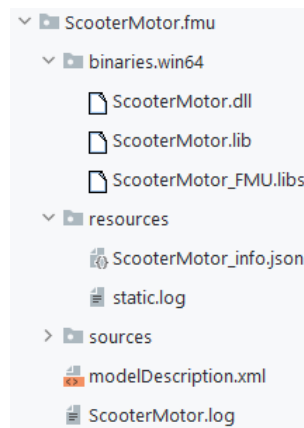 ScooterMotor.fmu
binaries.win64
ScooterMotor.dll
ScooterMotor.lib
ScooterMotor_FMU.libs
resources
ScooterMotor_info.json
static.log
sources
modelDescription.xml
ScooterMotor.log